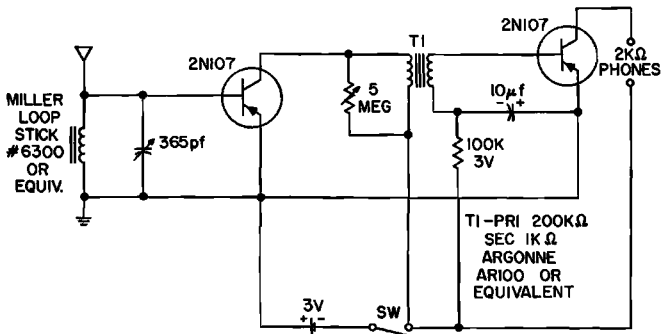 2N107
2KΩ
PHONES
T1
2N107
MILLER
LOOP
STICK
#6300
OR
EQUIV.
365pf
5
MEG
10µf
- +
100K
3V
T1-PRI 200KΩ
SEC 1KΩ
ARGONNE
AR100 OR
EQUIVALENT
3V
+ -
SW